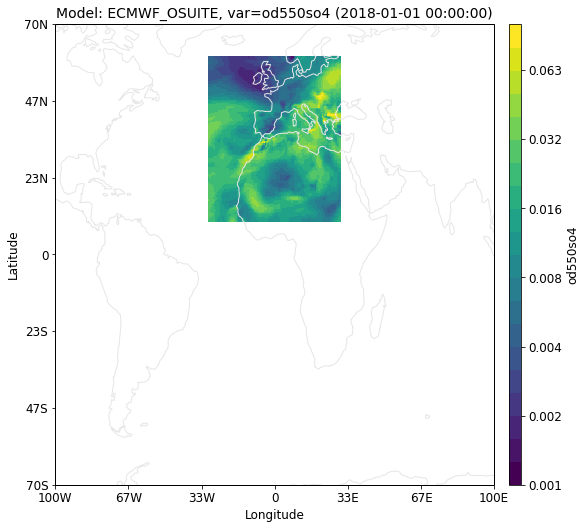 Model: ECMWF_OSUITE, var=od550so4 (2018-01-01 00:00:00)
70N
47N
23N
0
23S
47S
70S
Latitude
100W
67W
33W
0
33E
67E
100E
Longitude
0.063
0.032
0.016
0.008
0.004
0.002
0.001
od550so4